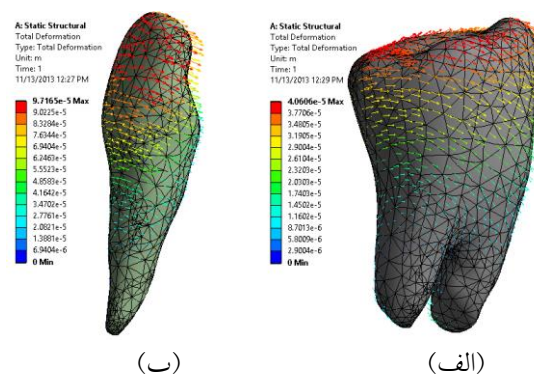 A: Static Structural
Total Deformation
Type: Total Deformation
Unit: m
Time: 1
11/13/2013 12:27 PM
9.7165e-5 Max
9.0225e-5
8.3284e-5
7.6344e-5
6.9404e-5
6.2463e-5
5.5523e-5
4.8583e-5
4.1642e-5
3.4702e-5
2.7761e-5
2.0821e-5
1.3881e-5
6.9404e-6
0 Min
(ب)
A: Static Structural
Total Deformation
Type: Total Deformation
Unit: m
Time: 1
11/13/2013 12:29 PM
4.0606e-5 Max
3.7706e-5
3.4805e-5
3.1905e-5
2.9004e-5
2.6104e-5
2.3203e-5
2.0303e-5
1.7403e-5
1.4502e-5
1.1602e-5
8.7013e-6
5.8009e-6
2.9004e-6
0 Min
(الف)